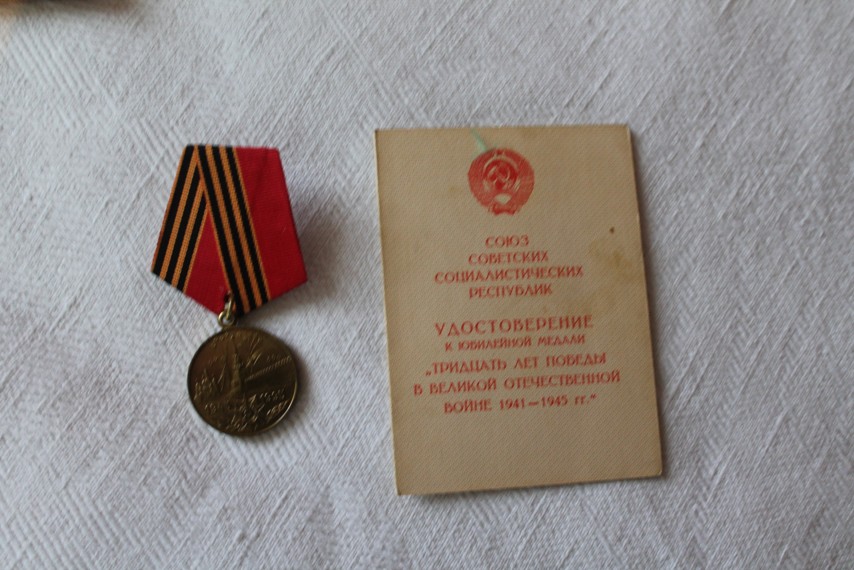 СОЮЗ
СОВЕТСКИХ
СОЦИАЛИСТИЧЕСКИХ
РЕСПУБЛИК
УДОСТОВЕРЕНИЕ
К ЮБИЛЕЙНОЙ МЕДАЛИ
„ТРИДЦАТЬ ЛЕТ ПОБЕДЫ
В ВЕЛИКОЙ ОТЕЧЕСТВЕННОЙ
ВОЙНЕ 1941—1945 гг.“